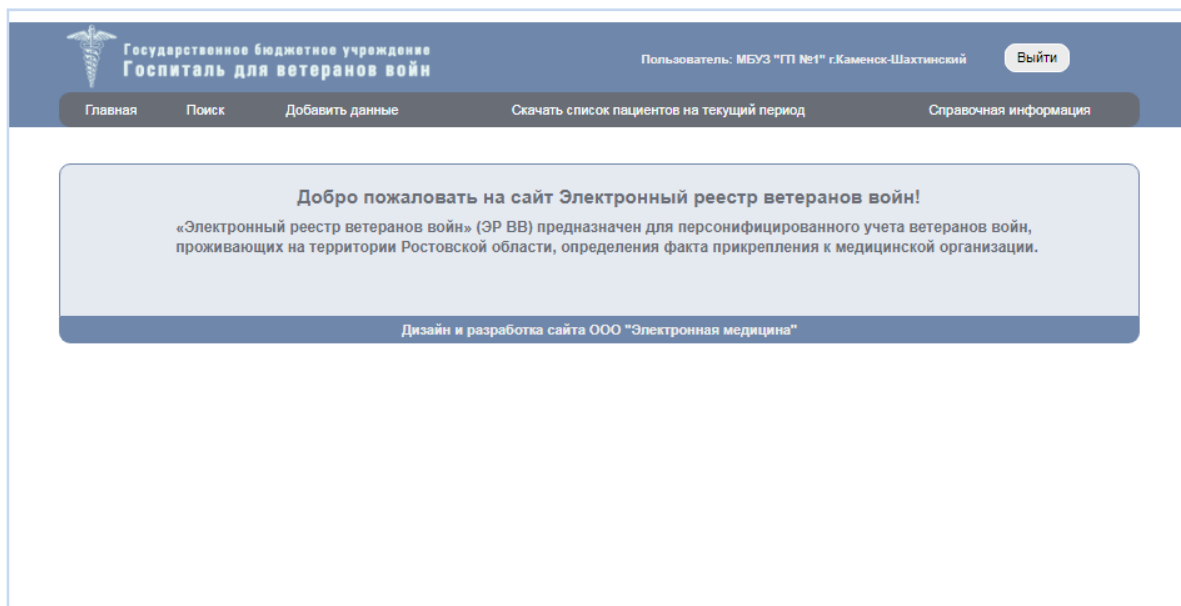 Государственное бюджетное учреждение
Госпиталь для ветеранов войн
Пользователь: МБУЗ "ГП №1" г.Каменск-Шахтинский
Выйти
Главная Поиск Добавить данные Скачать список пациентов на текущий период Справочная информация
Добро пожаловать на сайт Электронный реестр ветеранов войн!
«Электронный реестр ветеранов войн» (ЭР ВВ) предназначен для персонифицированного учета ветеранов войн,
проживающих на территории Ростовской области, определения факта прикрепления к медицинской организации.
Дизайн и разработка сайта ООО "Электронная медицина"